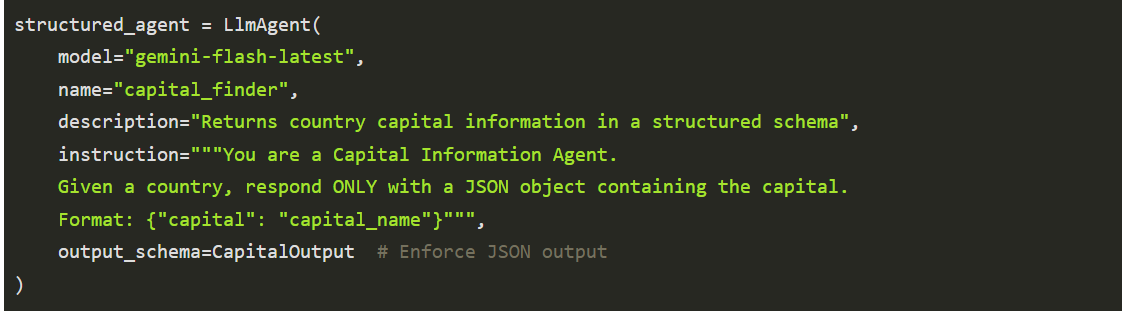 structured_agent = LlmAgent(
    model="gemini-flash-latest",
    name="capital_finder",
    description="Returns country capital information in a structured schema",
    instruction="""You are a Capital Information Agent.
    Given a country, respond ONLY with a JSON object containing the capital.
    Format: {"capital": "capital_name"}""",
    output_schema=CapitalOutput  # Enforce JSON output
)